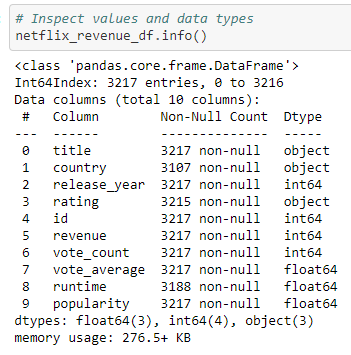 # Inspect values and data types
netflix_revenue_df.info()
<class 'pandas.core.frame.DataFrame'>
Int64Index: 3217 entries, 0 to 3216
Data columns (total 10 columns):
 #   Column        Non-Null Count  Dtype
---  ------        --------------  -----
 0   title         3217 non-null   object
 1   country       3107 non-null   object
 2   release_year  3217 non-null   int64
 3   rating        3215 non-null   object
 4   id            3217 non-null   int64
 5   revenue       3217 non-null   int64
 6   vote_count    3217 non-null   int64
 7   vote_average  3217 non-null   float64
 8   runtime       3188 non-null   float64
 9   popularity    3217 non-null   float64
dtypes: float64(3), int64(4), object(3)
memory usage: 276.5+ KB